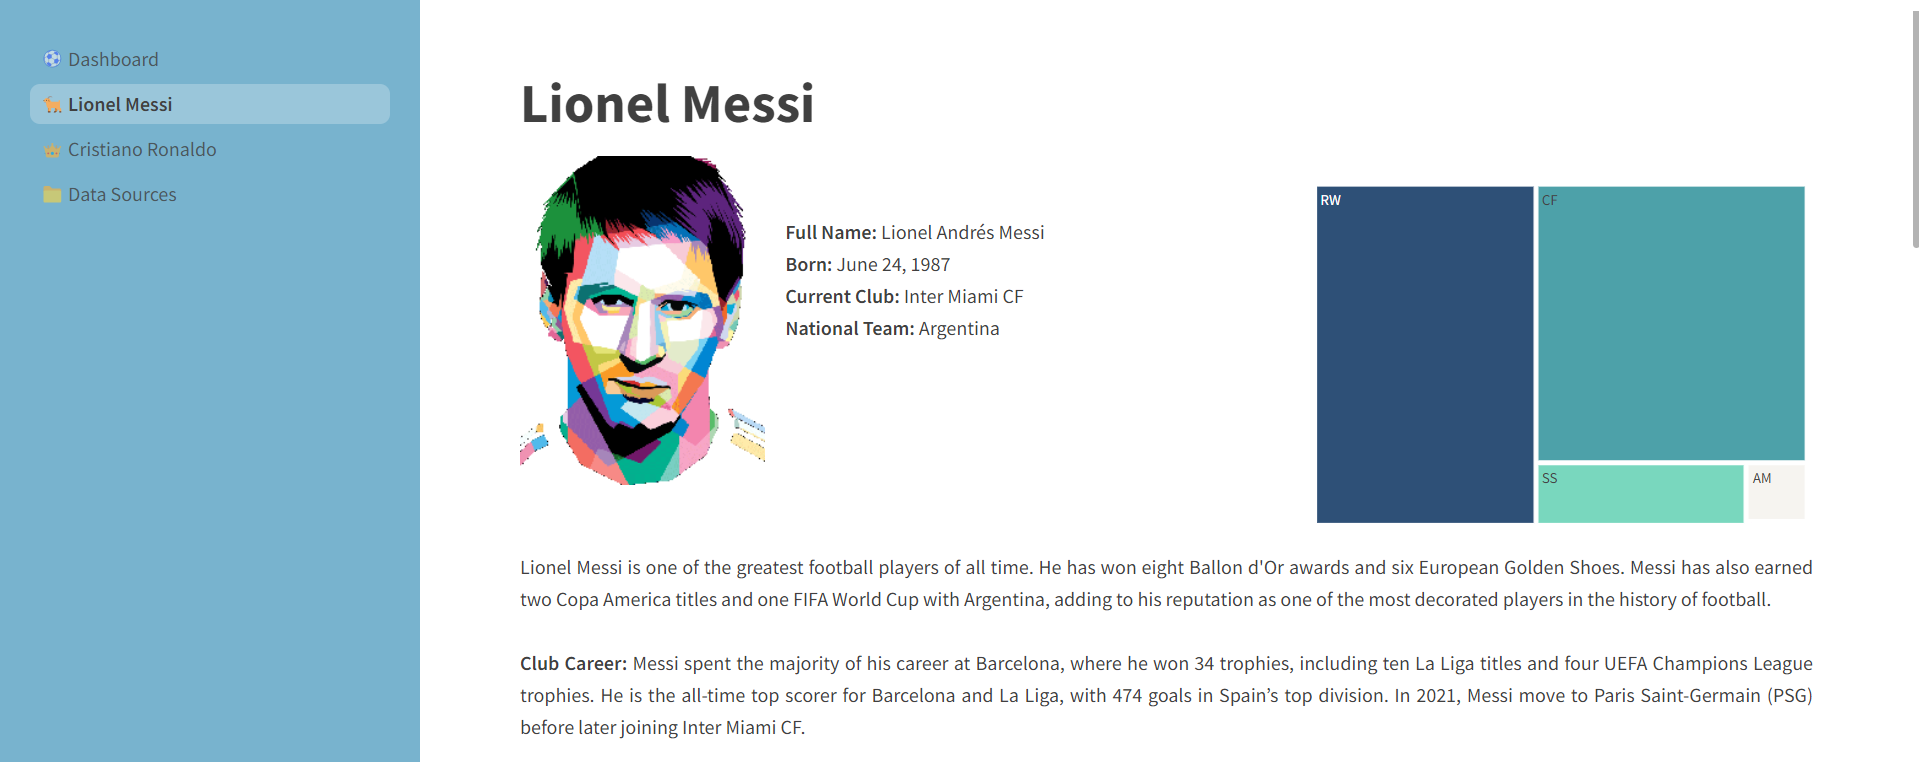 Dashboard
Lionel Messi
Cristiano Ronaldo
Data Sources
Lionel Messi
Full Name: Lionel Andrés Messi
Born: June 24, 1987
Current Club: Inter Miami CF
National Team: Argentina
RW
CF
SS
AM
Lionel Messi is one of the greatest football players of all time. He has won eight Ballon d'Or awards and six European Golden Shoes. Messi has also earned
two Copa America titles and one FIFA World Cup with Argentina, adding to his reputation as one of the most decorated players in the history of football.
Club Career: Messi spent the majority of his career at Barcelona, where he won 34 trophies, including ten La Liga titles and four UEFA Champions League
trophies. He is the all-time top scorer for Barcelona and La Liga, with 474 goals in Spain’s top division. In 2021, Messi move to Paris Saint-Germain (PSG)
before later joining Inter Miami CF.